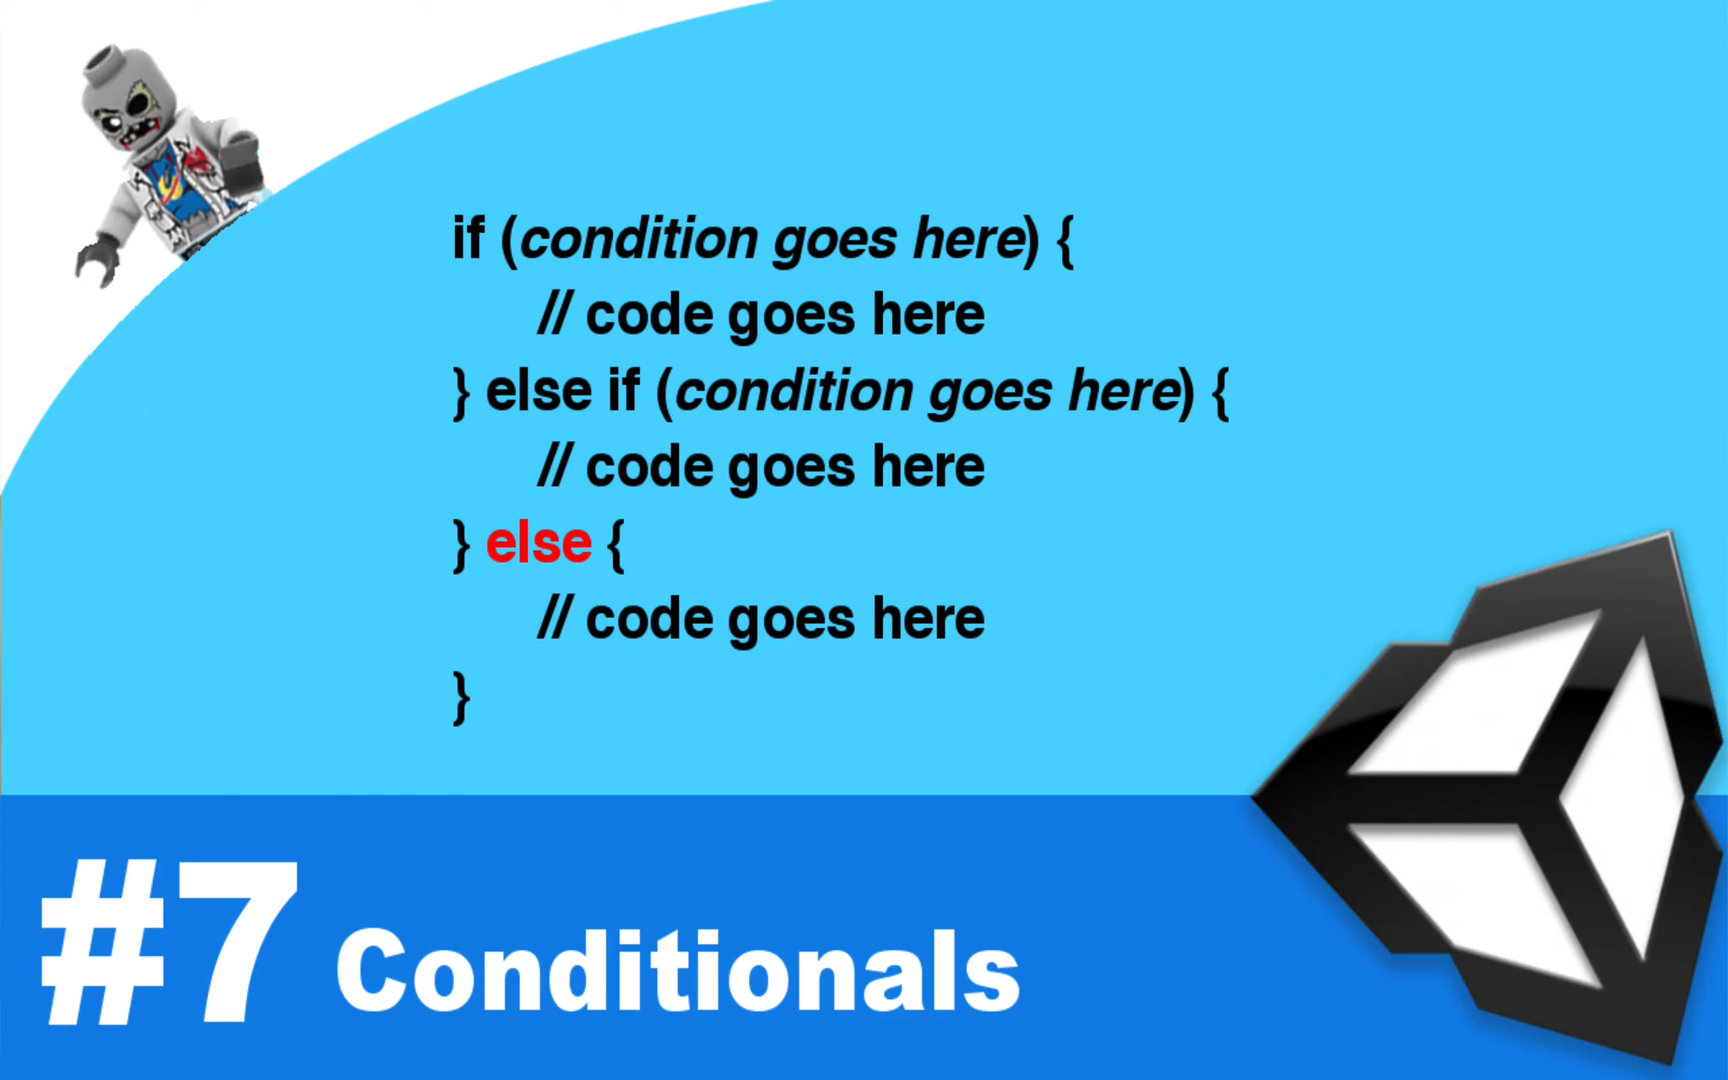 if (condition goes here) {
// code goes here
} else if (condition goes here) {
// code goes here
} else {
// code goes here
}
#7 Conditionals